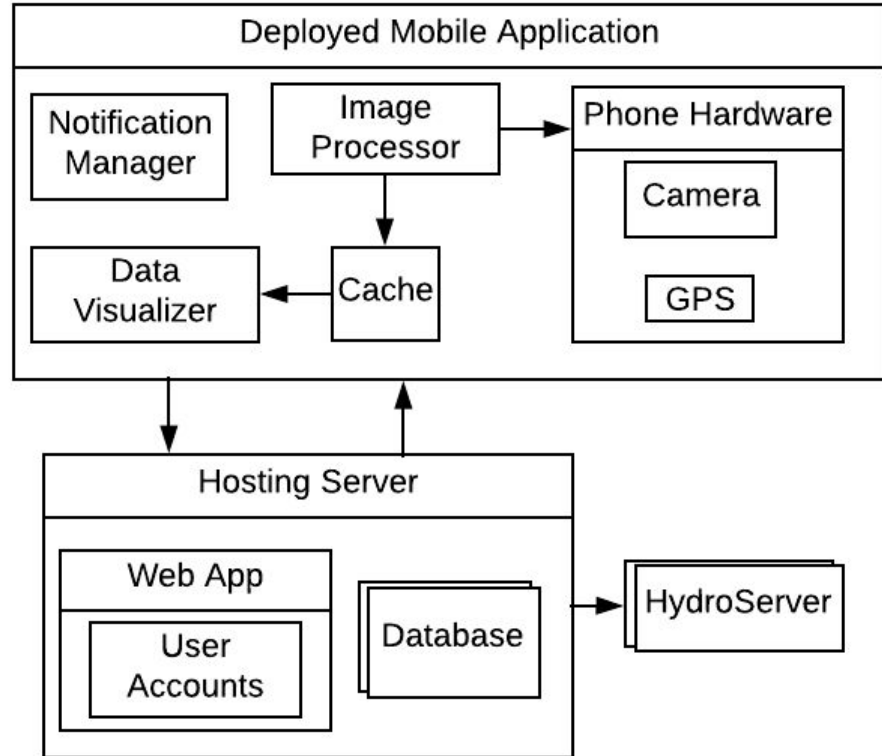 Deployed Mobile Application
Notification
Manager
Image
Processor
Phone Hardware
Camera
GPS
Data
Visualizer
Cache
Hosting Server
Web App
User
Accounts
Database
HydroServer